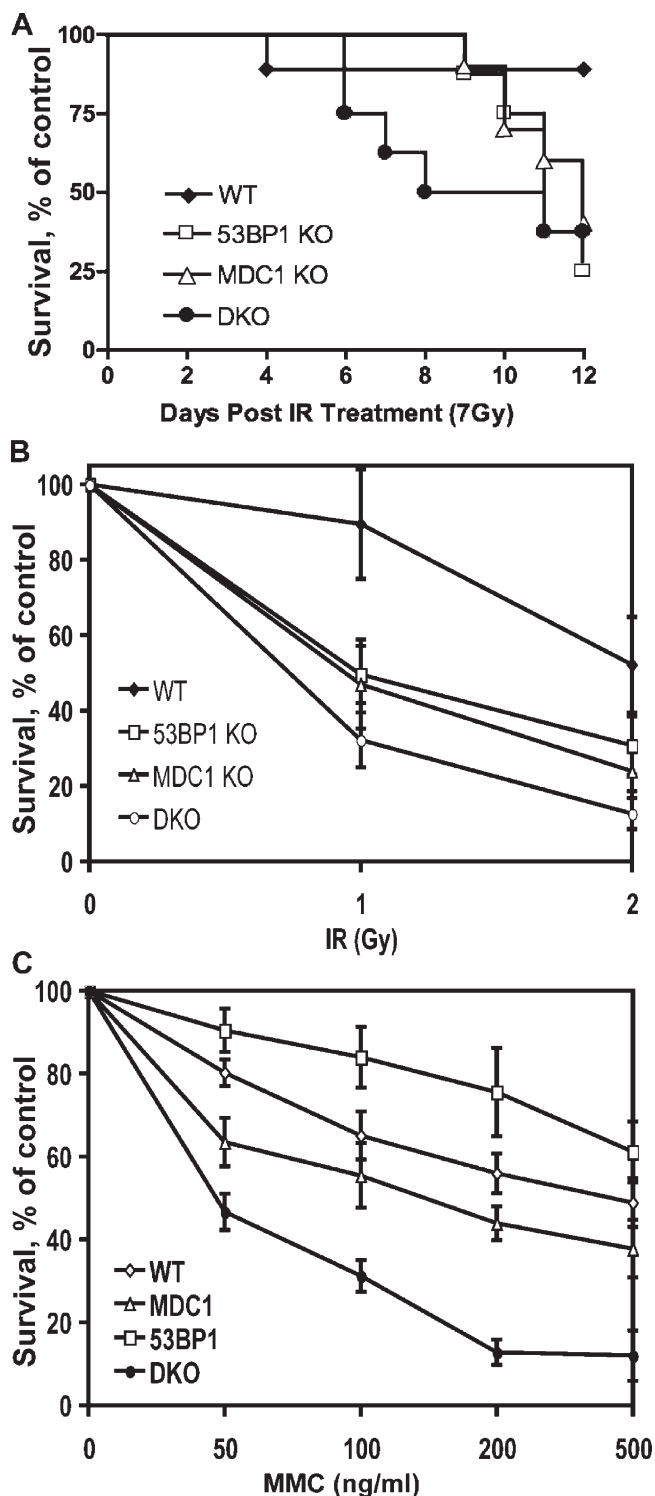 A
Survival, % of control
100
75
50
25
0
WT
53BP1 KO
MDC1 KO
DKO
0 2 4 6 8 10 12
Days Post IR Treatment (7Gy)
B
Survival, % of control
100
80
60
40
20
0
WT
53BP1 KO
MDC1 KO
DKO
0 1 2
IR (Gy)
C
Survival, % of control
100
80
60
40
20
0
WT
MDC1
53BP1
DKO
0 50 100 200 500
MMC (ng/ml)